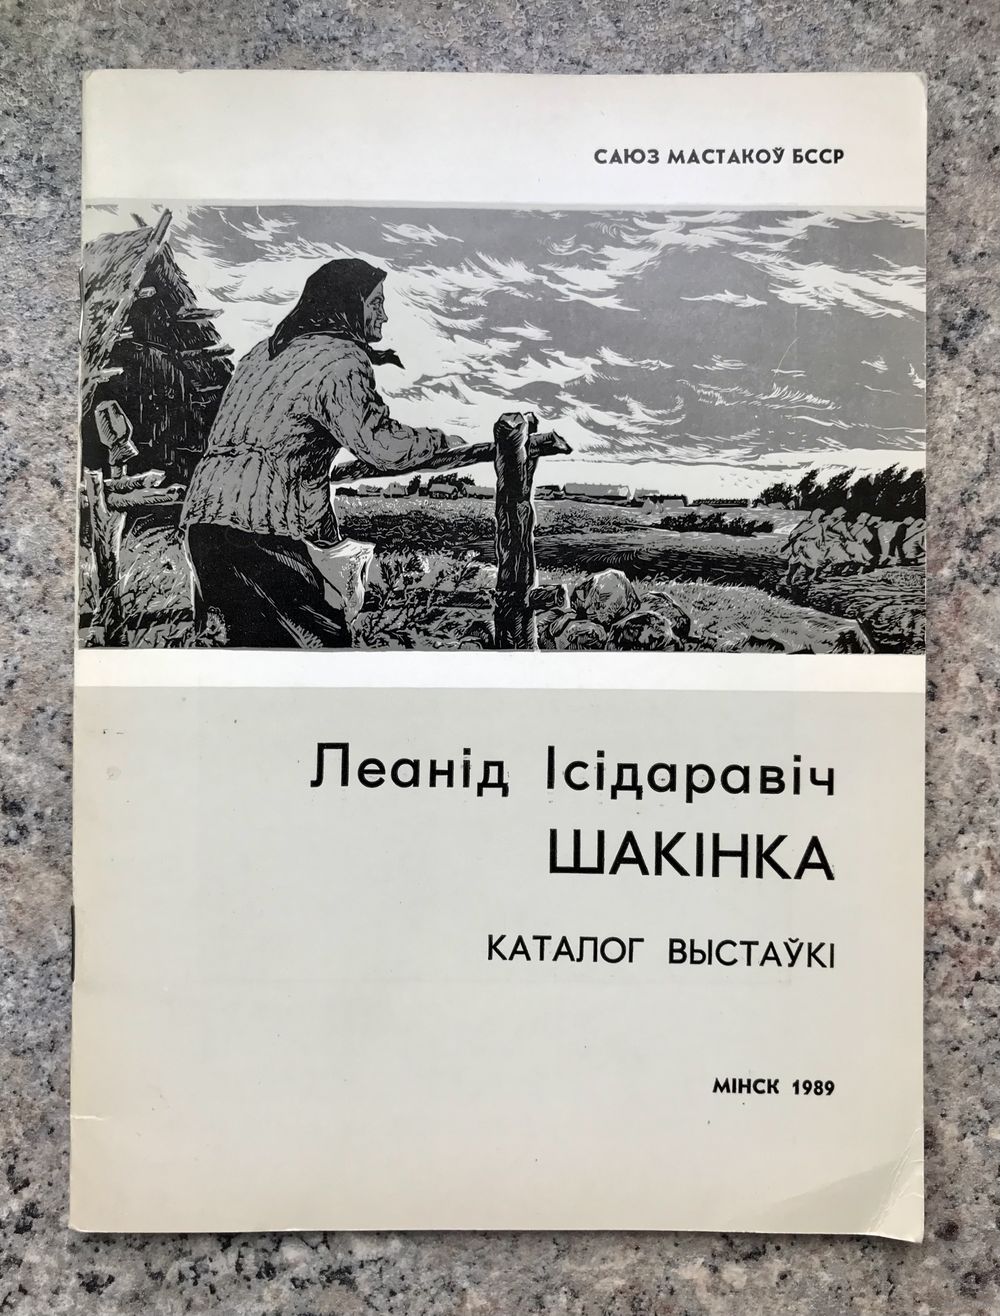 САЮЗ МАСТАКОЎ БССР
Леанід Ісідаравіч
ШАКІНКА
КАТАЛОГ ВЫСТАЎКІ
МІНСК 1989